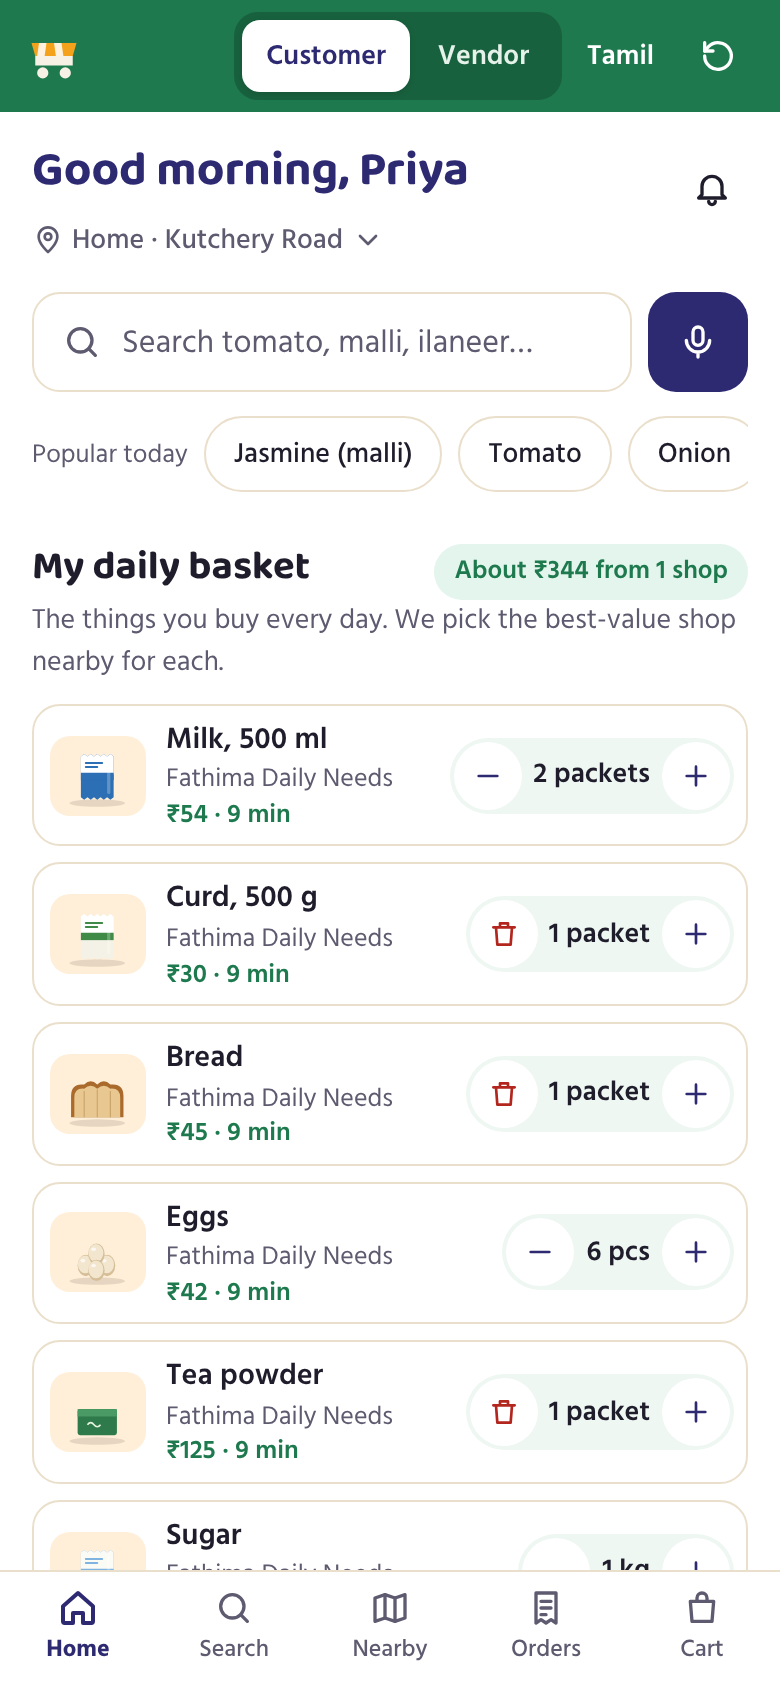 Customer
Vendor
Tamil
Good morning, Priya
Home · Kutchery Road
Search tomato, malli, ilaneer...
Popular today
Jasmine (malli)
Tomato
Onion
My daily basket
About ₹344 from 1 shop
The things you buy every day. We pick the best-value shop
nearby for each.
Milk, 500 ml
Fathima Daily Needs
₹54 · 9 min
2 packets
Curd, 500 g
Fathima Daily Needs
₹30 · 9 min
1 packet
Bread
Fathima Daily Needs
₹45 · 9 min
1 packet
Eggs
Fathima Daily Needs
₹42 · 9 min
6 pcs
Tea powder
Fathima Daily Needs
₹125 · 9 min
1 packet
Sugar
Fathima Daily Needs
1 kg
Home
Search
Nearby
Orders
Cart